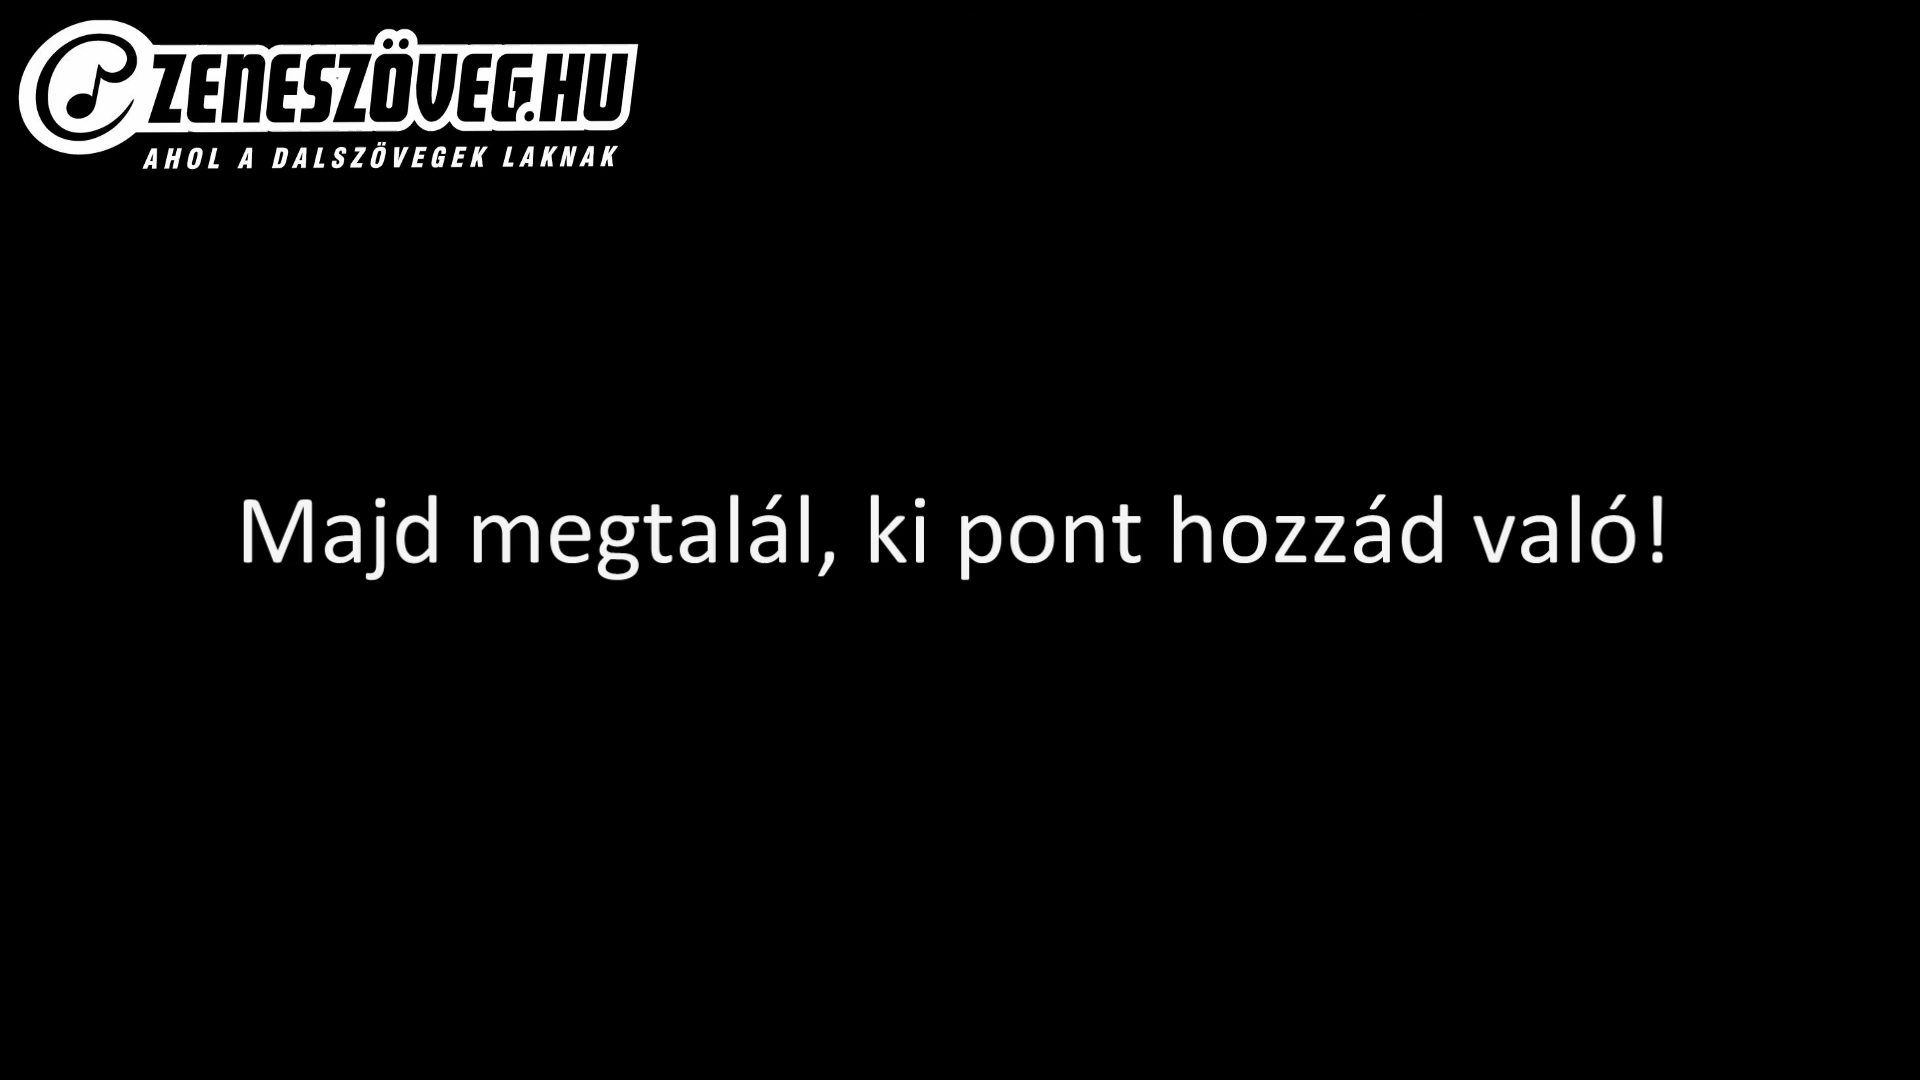 ZENESZÖVEG.HU
AHOL A DALSZÖVEGEK LAKNAK
Majd megtalál, ki pont hozzád való!